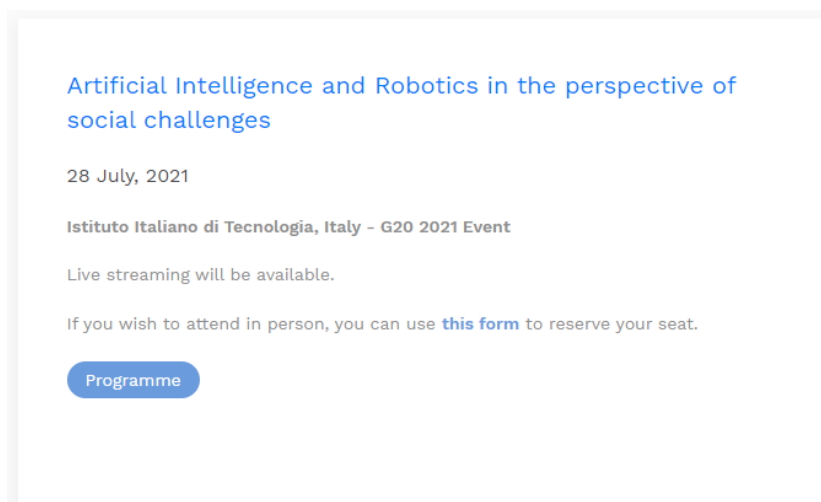 Artificial Intelligence and Robotics in the perspective of
social challenges
28 July, 2021
Istituto Italiano di Tecnologia, Italy - G20 2021 Event
Live streaming will be available.
If you wish to attend in person, you can use this form to reserve your seat.
Programme